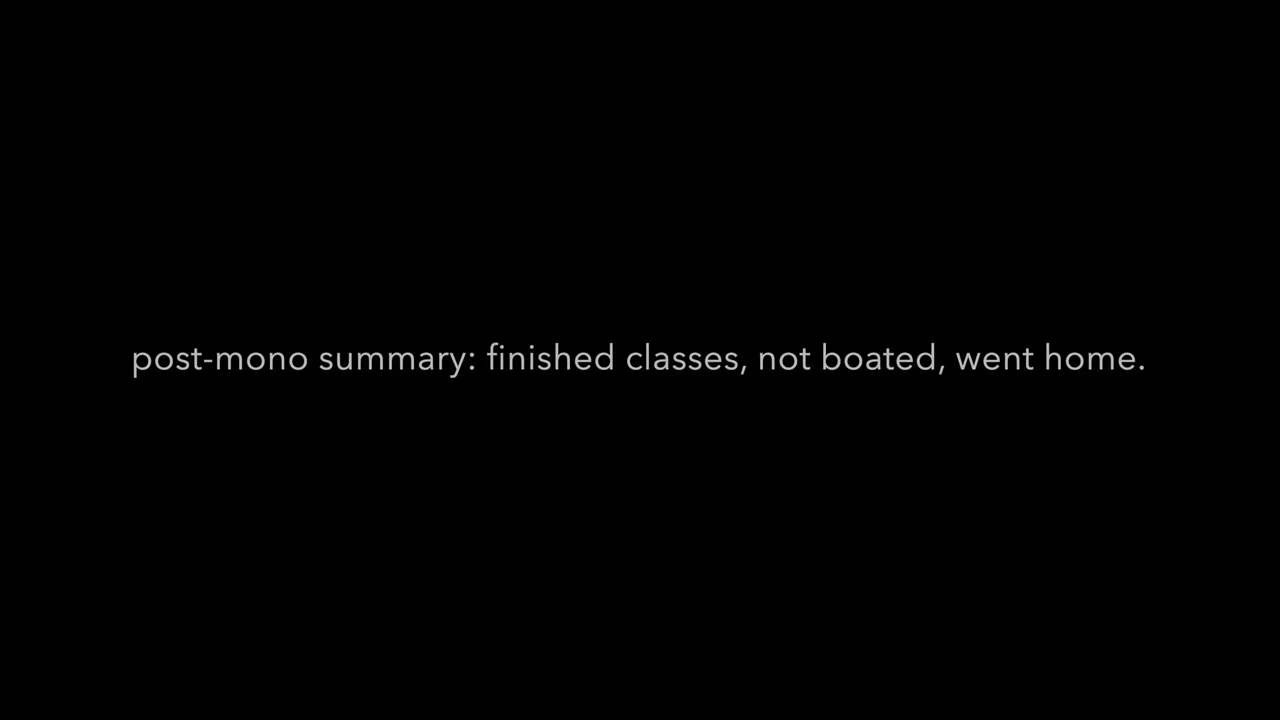 post-mono summary: finished classes, not boated, went home.